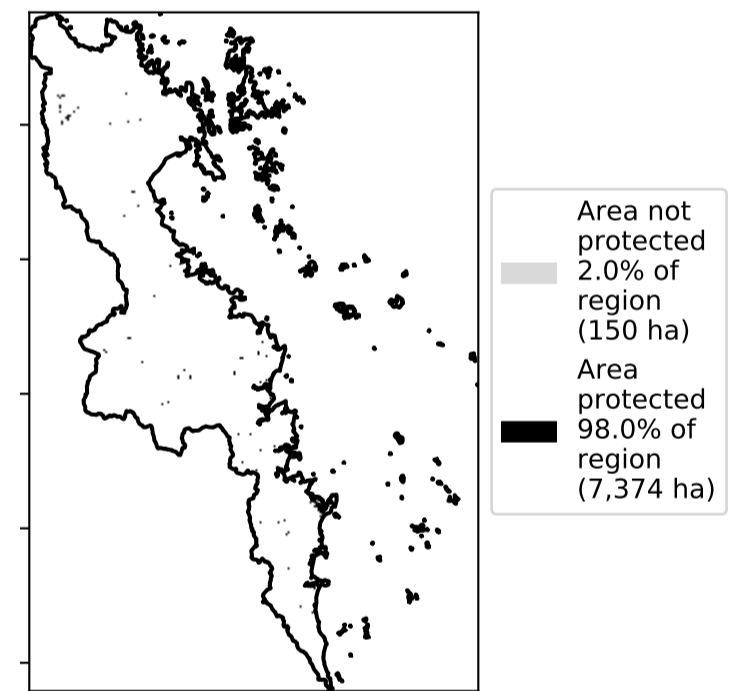 Area not
protected
2.0% of
region
(150 ha)
Area
protected
98.0% of
region
(7,374 ha)